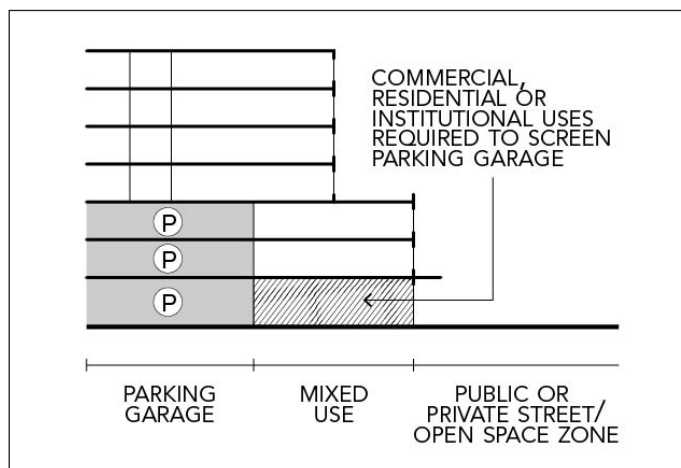 COMMERCIAL,
RESIDENTIAL OR
INSTITUTIONAL USES
REQUIRED TO SCREEN
PARKING GARAGE
P
P
P
PARKING
GARAGE
MIXED
USE
PUBLIC OR
PRIVATE STREET/
OPEN SPACE ZONE